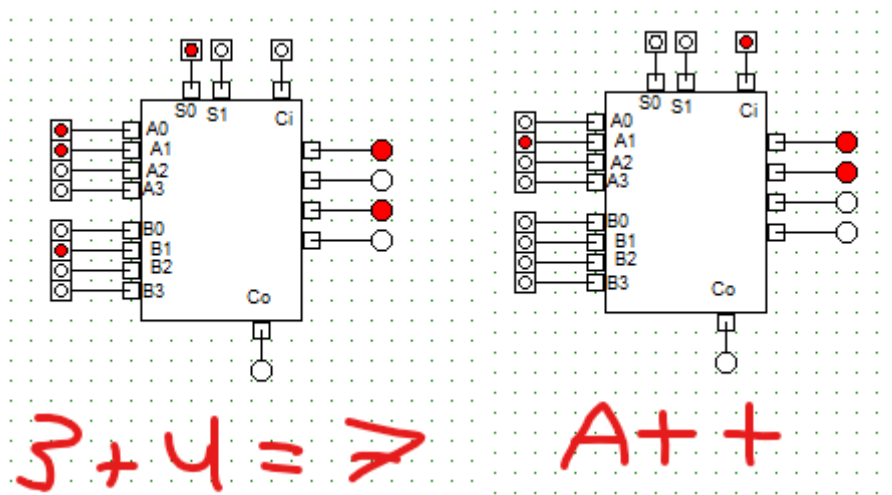 S0 S1 Ci
A0
A1
A2
A3
B0
B1
B2
B3
Co
S0 S1 Ci
A0
A1
A2
A3
B0
B1
B2
B3
Co
3+4=7
A++